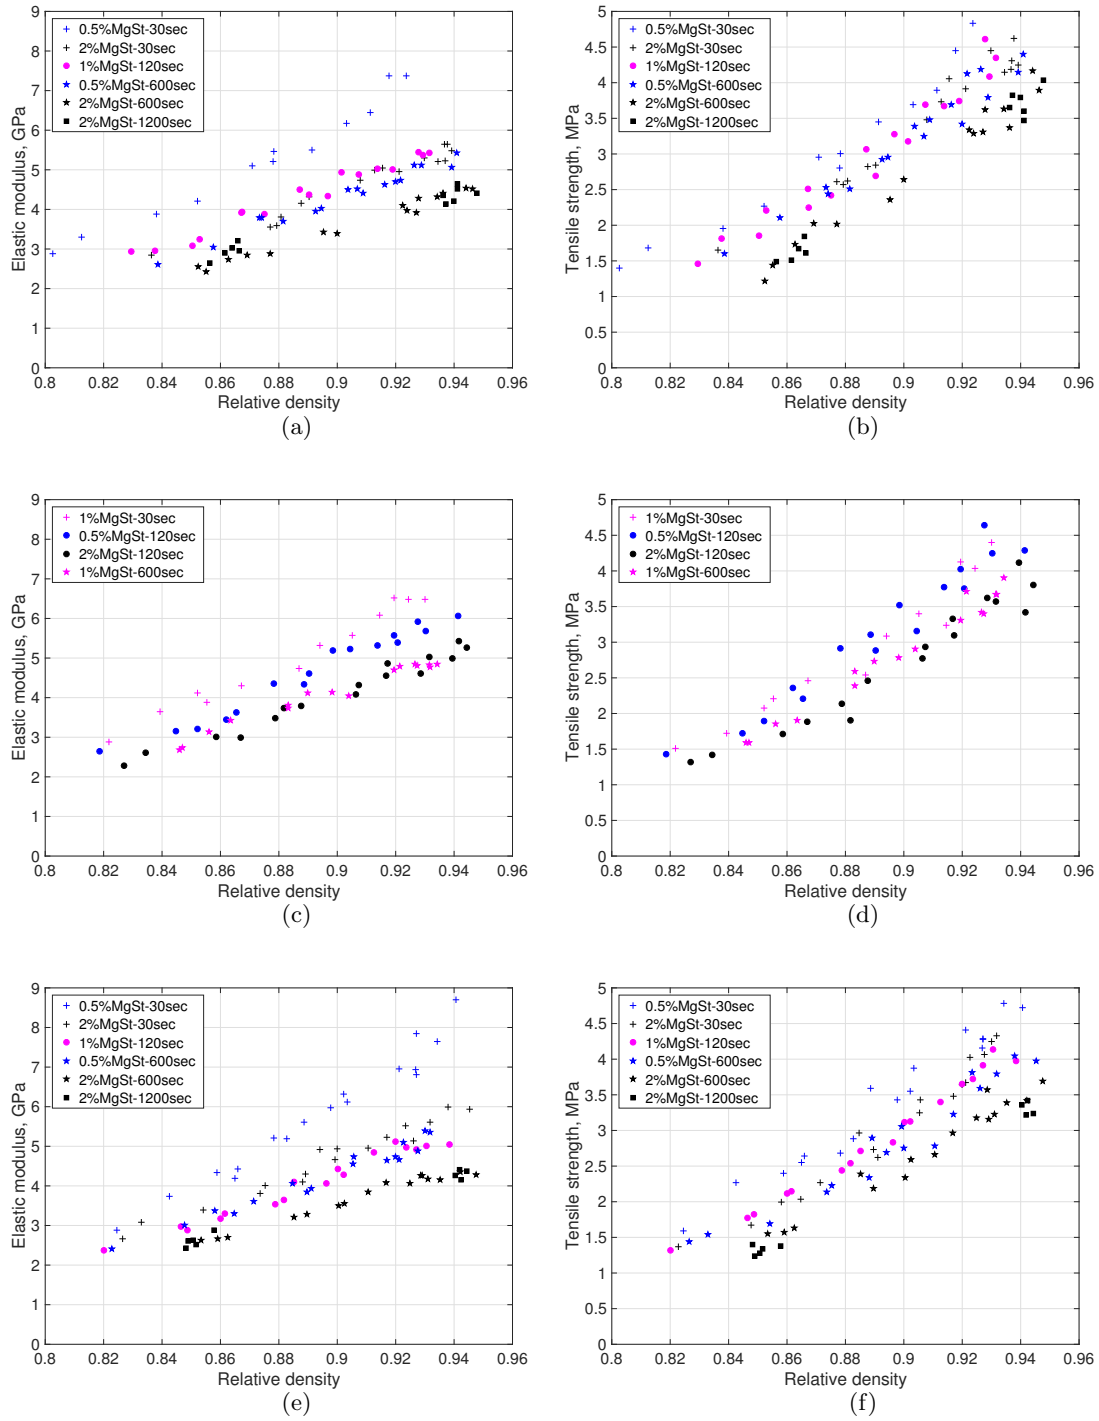 9
8
7
6
5
4
3
2
1
0
Elastic modulus, GPa
0.5%MgSt-30sec
2%MgSt-30sec
1%MgSt-120sec
0.5%MgSt-600sec
2%MgSt-600sec
2%MgSt-1200sec
0.8 0.82 0.84 0.86 0.88 0.9 0.92 0.94 0.96
Relative density
(a)
5
4.5
4
3.5
3
2.5
2
1.5
1
0.5
0
Tensile strength, MPa
0.5%MgSt-30sec
2%MgSt-30sec
1%MgSt-120sec
0.5%MgSt-600sec
2%MgSt-600sec
2%MgSt-1200sec
0.8 0.82 0.84 0.86 0.88 0.9 0.92 0.94 0.96
Relative density
(b)
9
8
7
6
5
4
3
2
1
0
Elastic modulus, GPa
1%MgSt-30sec
0.5%MgSt-120sec
2%MgSt-120sec
1%MgSt-600sec
0.8 0.82 0.84 0.86 0.88 0.9 0.92 0.94 0.96
Relative density
(c)
5
4.5
4
3.5
3
2.5
2
1.5
1
0.5
0
Tensile strength, MPa
1%MgSt-30sec
0.5%MgSt-120sec
2%MgSt-120sec
1%MgSt-600sec
0.8 0.82 0.84 0.86 0.88 0.9 0.92 0.94 0.96
Relative density
(d)
9
8
7
6
5
4
3
2
1
0
Elastic modulus, GPa
0.5%MgSt-30sec
2%MgSt-30sec
1%MgSt-120sec
0.5%MgSt-600sec
2%MgSt-600sec
2%MgSt-1200sec
0.8 0.82 0.84 0.86 0.88 0.9 0.92 0.94 0.96
Relative density
(e)
5
4.5
4
3.5
3
2.5
2
1.5
1
0.5
0
Tensile strength, MPa
0.5%MgSt-30sec
2%MgSt-30sec
1%MgSt-120sec
0.5%MgSt-600sec
2%MgSt-600sec
2%MgSt-1200sec
0.8 0.82 0.84 0.86 0.88 0.9 0.92 0.94 0.96
Relative density
(f)